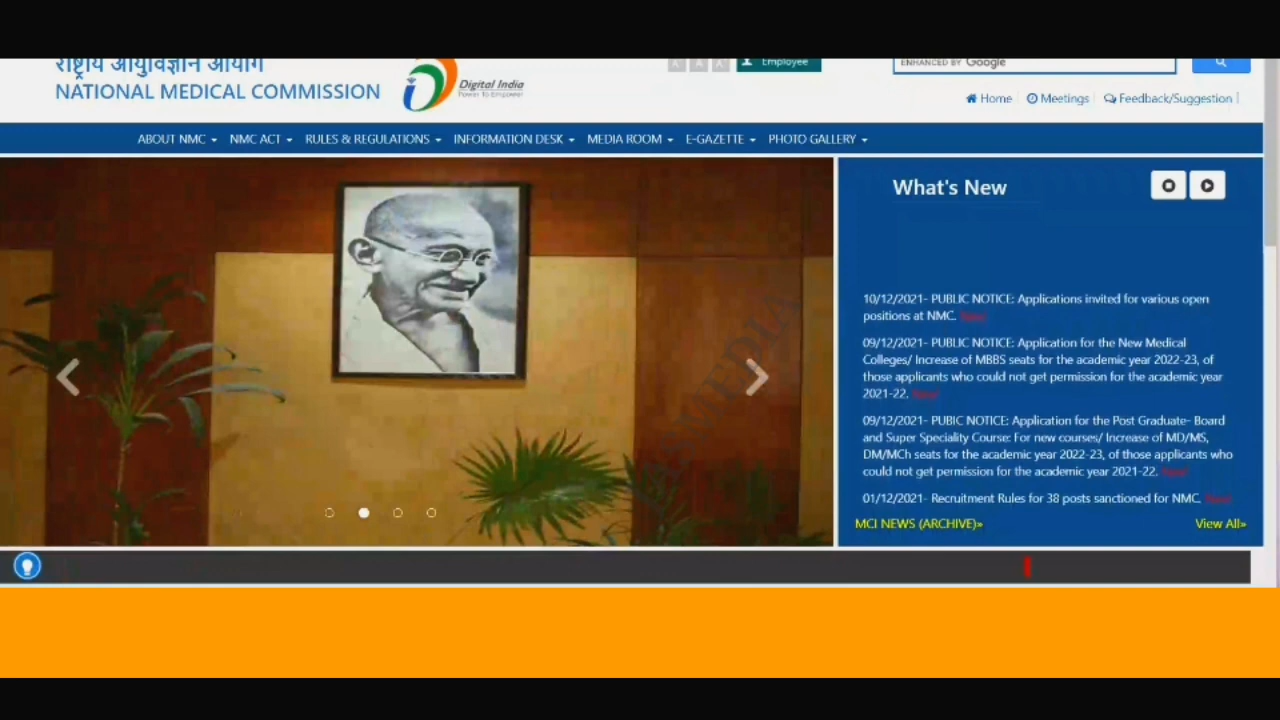 राष्ट्रीय आयुर्विज्ञान आयोग
NATIONAL MEDICAL COMMISSION
Digital India
Power To Empower
A A A
Employee
ENHANCED BY Google
Home
Meetings
Feedback/Suggestion
ABOUT NMC
NMC ACT
RULES & REGULATIONS
INFORMATION DESK
MEDIA ROOM
E-GAZETTE
PHOTO GALLERY
What's New
10/12/2021- PUBLIC NOTICE: Applications invited for various open
positions at NMC.
09/12/2021- PUBLIC NOTICE: Application for the New Medical
Colleges/ Increase of MBBS seats for the academic year 2022-23, of
those applicants who could not get permission for the academic year
2021-22.
09/12/2021- PUBIC NOTICE: Application for the Post Graduate- Board
and Super Speciality Course: For new courses/ Increase of MD/MS,
DM/MCh seats for the academic year 2022-23, of those applicants who
could not get permission for the academic year 2021-22.
01/12/2021- Recruitment Rules for 38 posts sanctioned for NMC.
MCI NEWS (ARCHIVE)»
View All»